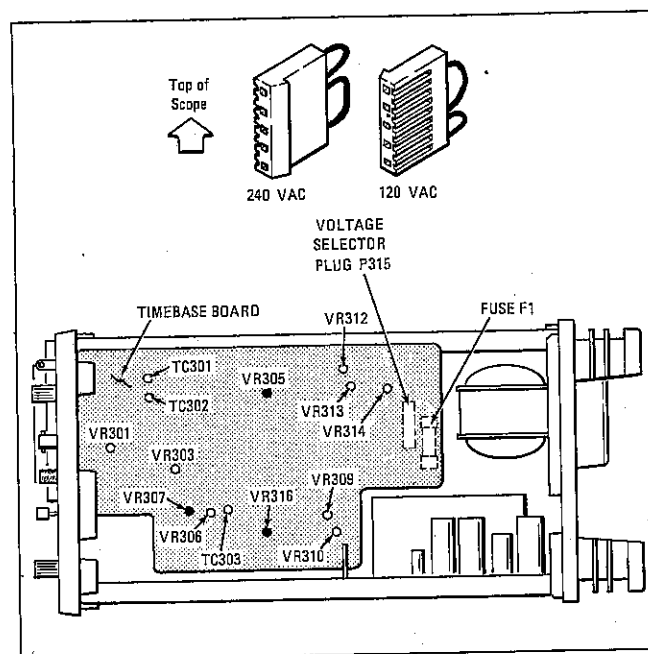 Top of
Scope
240 VAC
120 VAC
VOLTAGE
SELECTOR
PLUG P315
TIMEBASE BOARD
VR312
FUSE F1
TC301
VR305
TC302
VR313
VR314
VR301
VR303
VR307
VR316
VR309
VR306
TC303
VR310